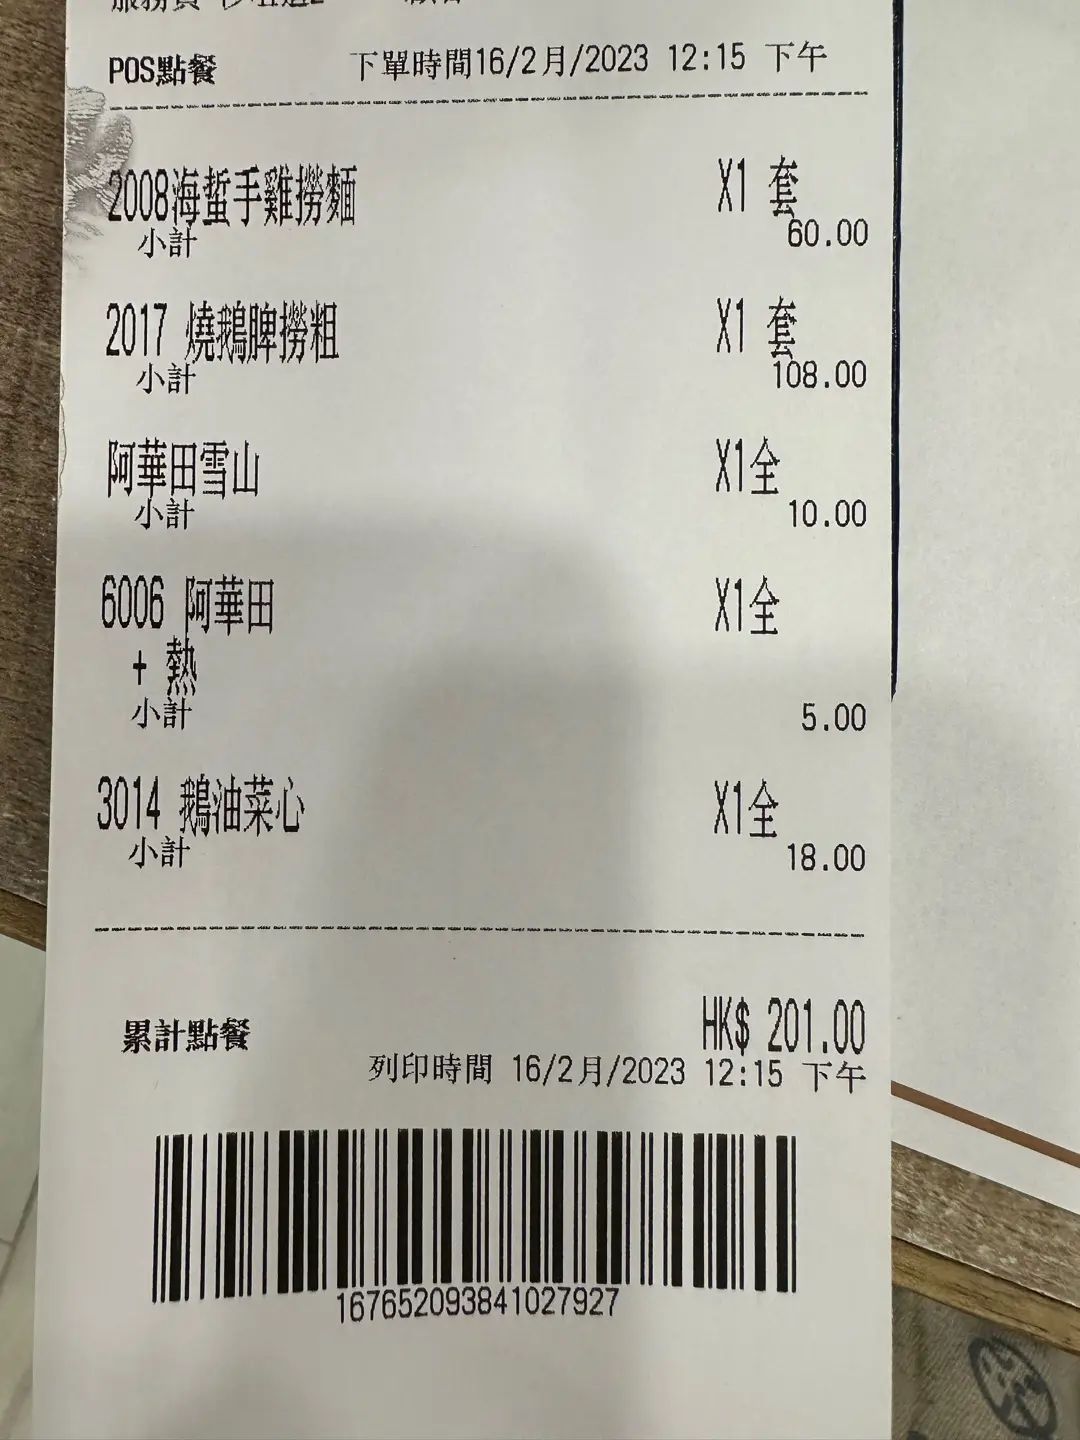 POS點餐 下單時間16/2月/2023 12:15 下午
2008海蜇手雞撈麵 X1 套
小計 60.00
2017 燒鵝髀撈粗 X1 套
小計 108.00
阿華田雪山 X1全
小計 10.00
6006 阿華田 X1全
+ 熱
小計 5.00
3014 鵝油菜心 X1全
小計 18.00
累計點餐 HK$ 201.00
列印時間 16/2月/2023 12:15 下午
167652093841027927